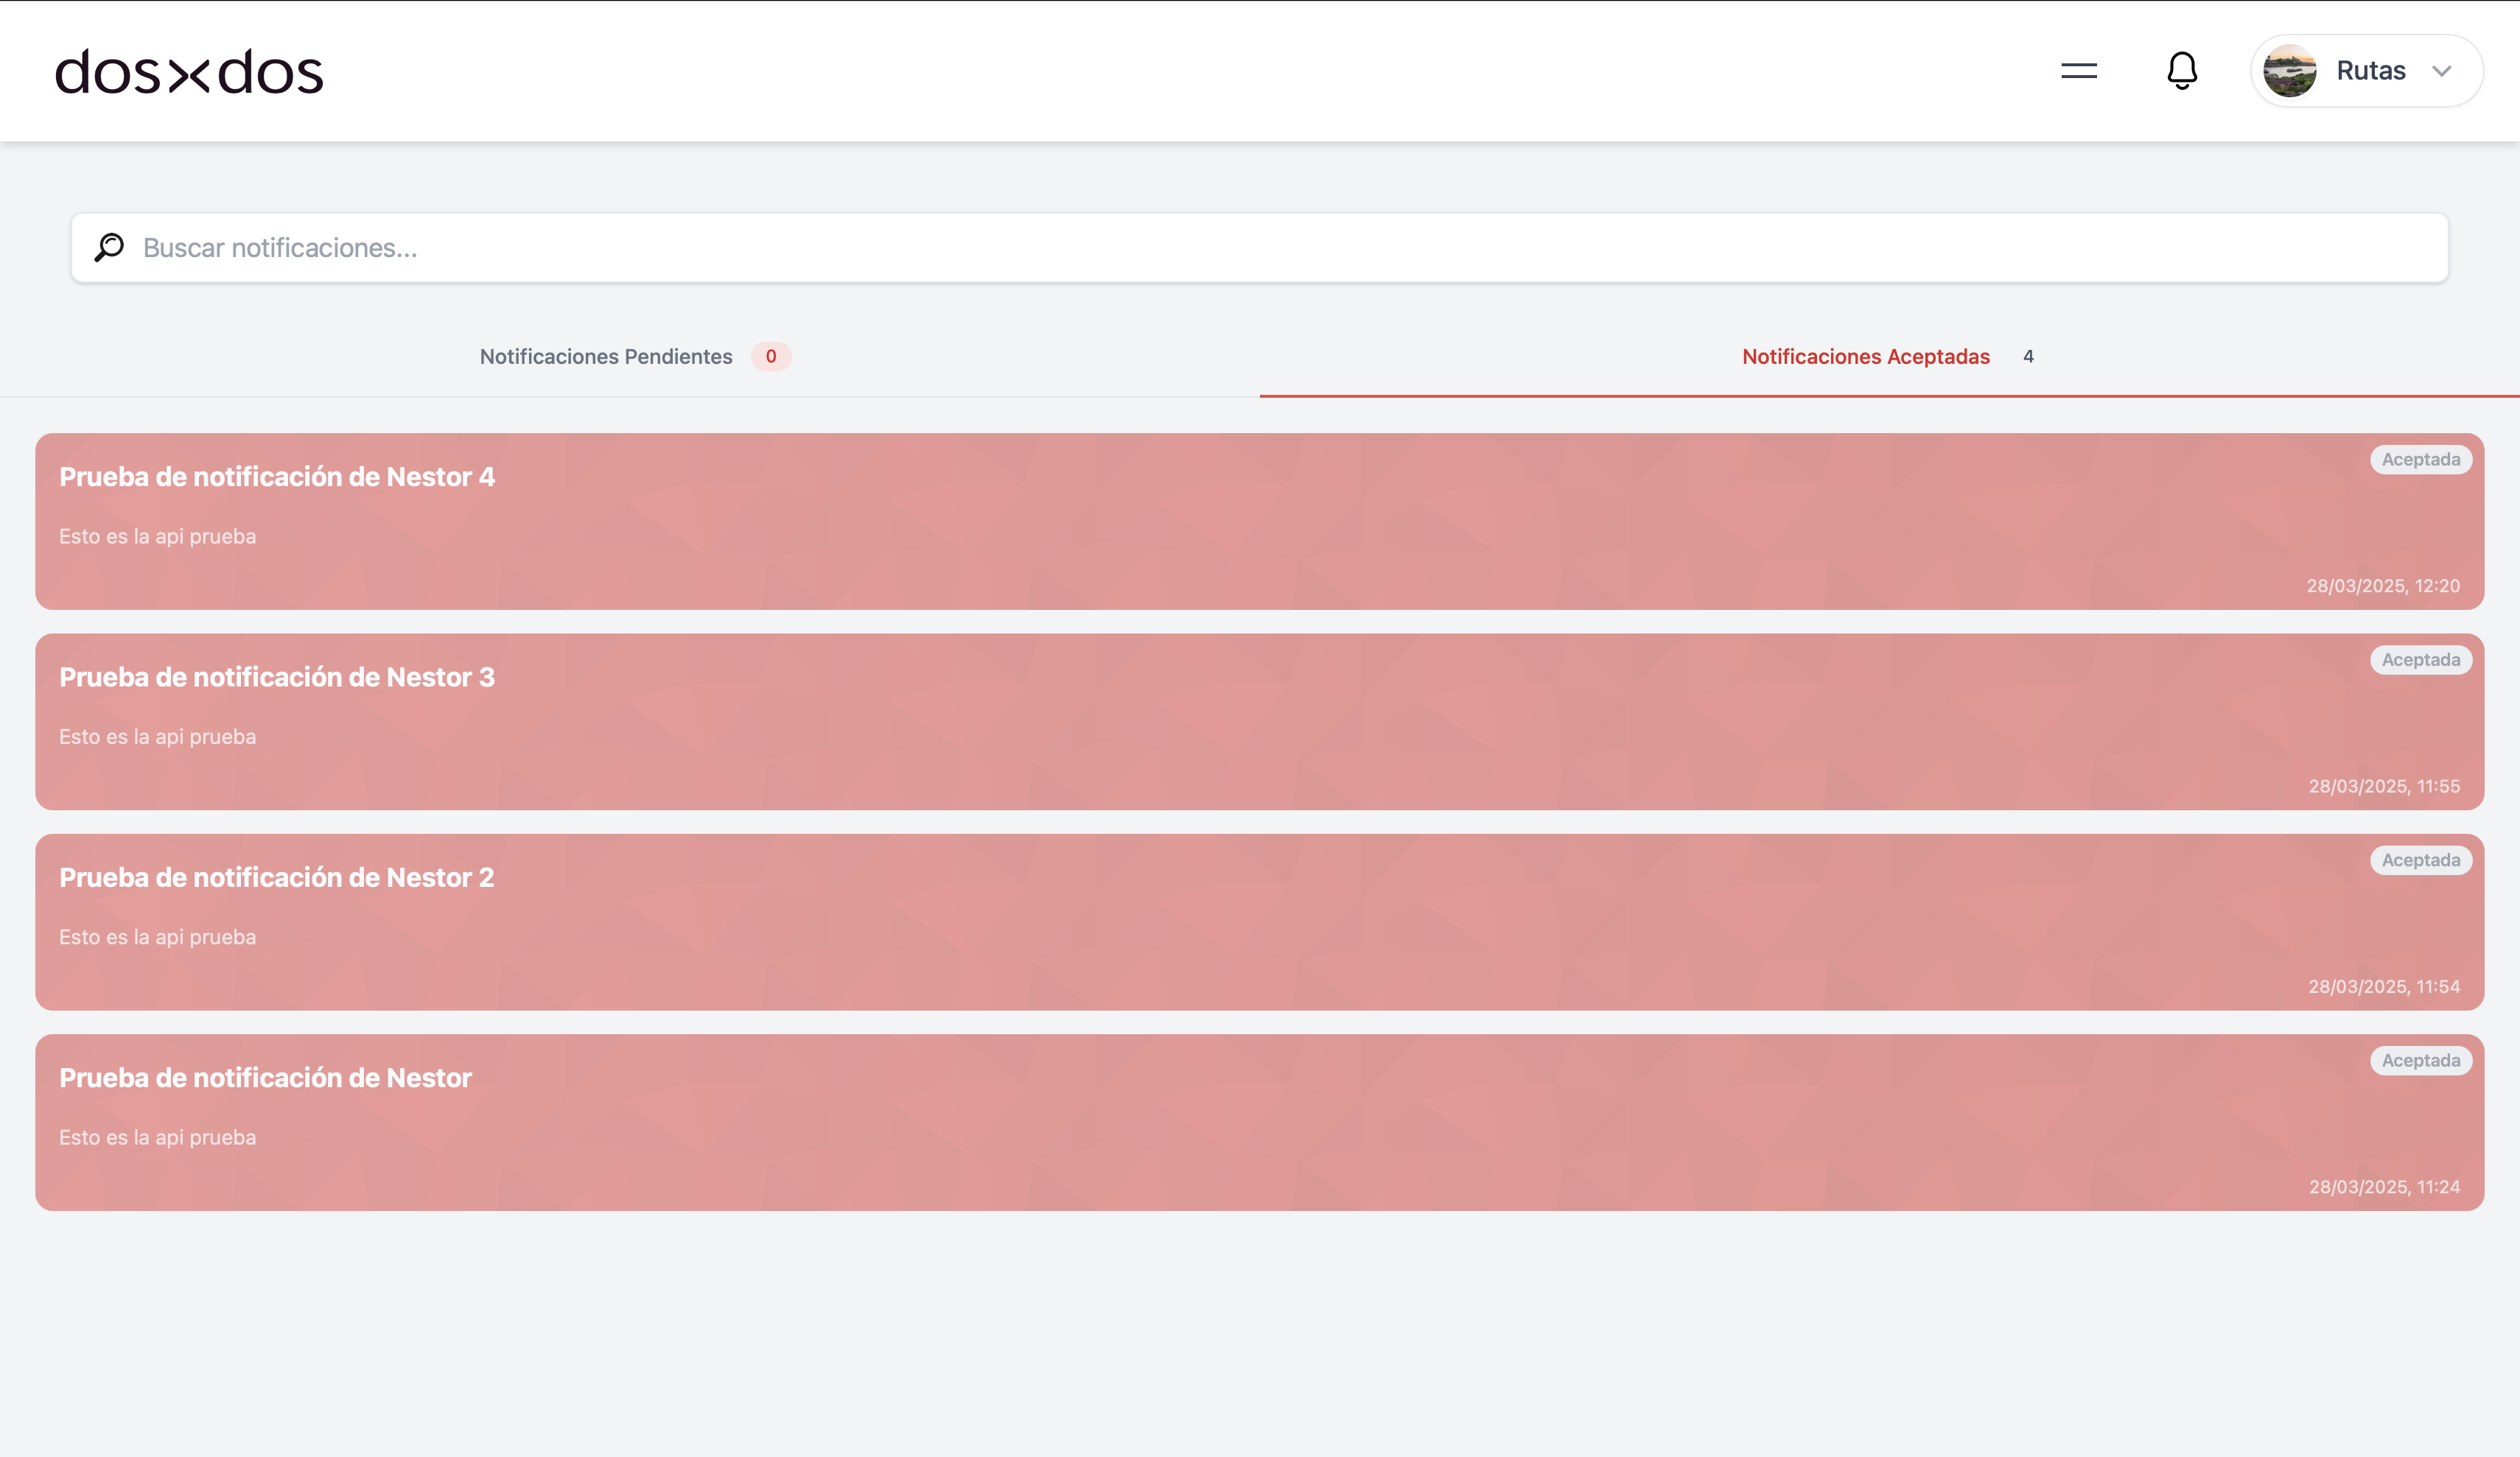 dosxdos
Rutas
Buscar notificaciones...
Notificaciones Pendientes 0
Notificaciones Aceptadas 4
Prueba de notificación de Nestor 4
Aceptada
Esto es la api prueba
28/03/2025, 12:20
Prueba de notificación de Nestor 3
Aceptada
Esto es la api prueba
28/03/2025, 11:55
Prueba de notificación de Nestor 2
Aceptada
Esto es la api prueba
28/03/2025, 11:54
Prueba de notificación de Nestor
Aceptada
Esto es la api prueba
28/03/2025, 11:24